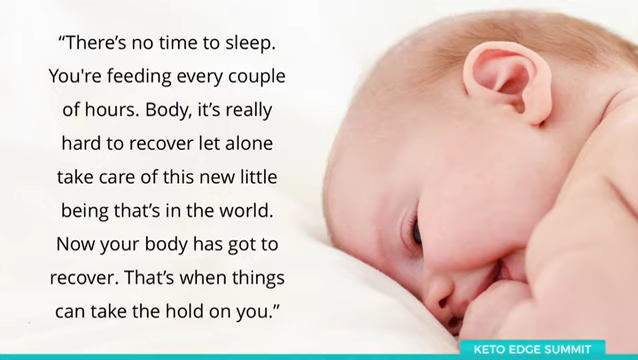 “There’s no time to sleep.
You're feeding every couple
of hours. Body, it’s really
hard to recover let alone
take care of this new little
being that’s in the world.
Now your body has got to
recover. That’s when things
can take the hold on you.”
KETO EDGE SUMMIT